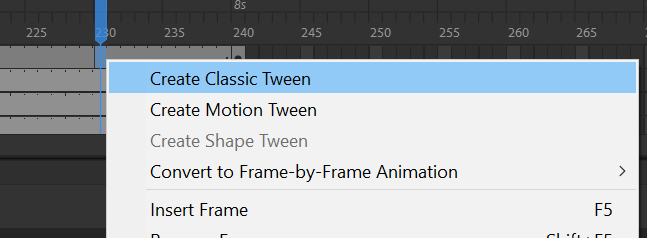 8s
225 230 235 240 245 250 255 260 265
Create Classic Tween
Create Motion Tween
Create Shape Tween
Convert to Frame-by-Frame Animation
Insert Frame F5